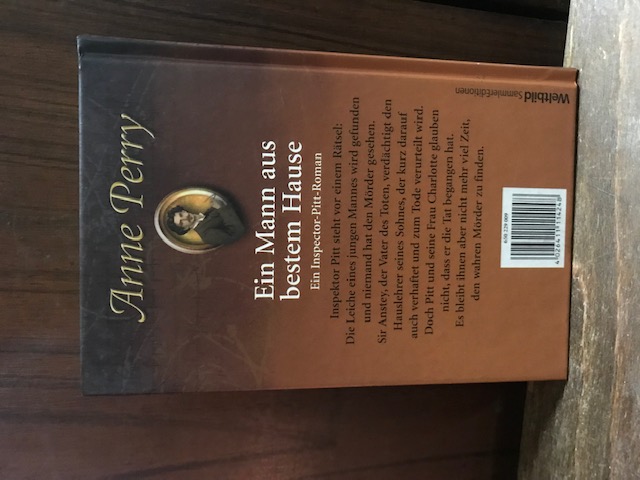 Anne Perry
Ein Mann aus
bestem Hause
Ein Inspector-Pitt-Roman
Inspektor Pitt steht vor einem Rätsel:
Die Leiche eines jungen Mannes wird gefunden
und niemand hat den Mörder gesehen.
Sir Anstey, der Vater des Toten, verdächtigt den
Hauslehrer seines Sohnes, der kurz darauf
auch verhaftet und zum Tode verurteilt wird.
Doch Pitt und seine Frau Charlotte glauben
nicht, dass er die Tat begangen hat.
Es bleibt ihnen aber nicht mehr viel Zeit,
den wahren Mörder zu finden.
Weltbild SammlerEditionen